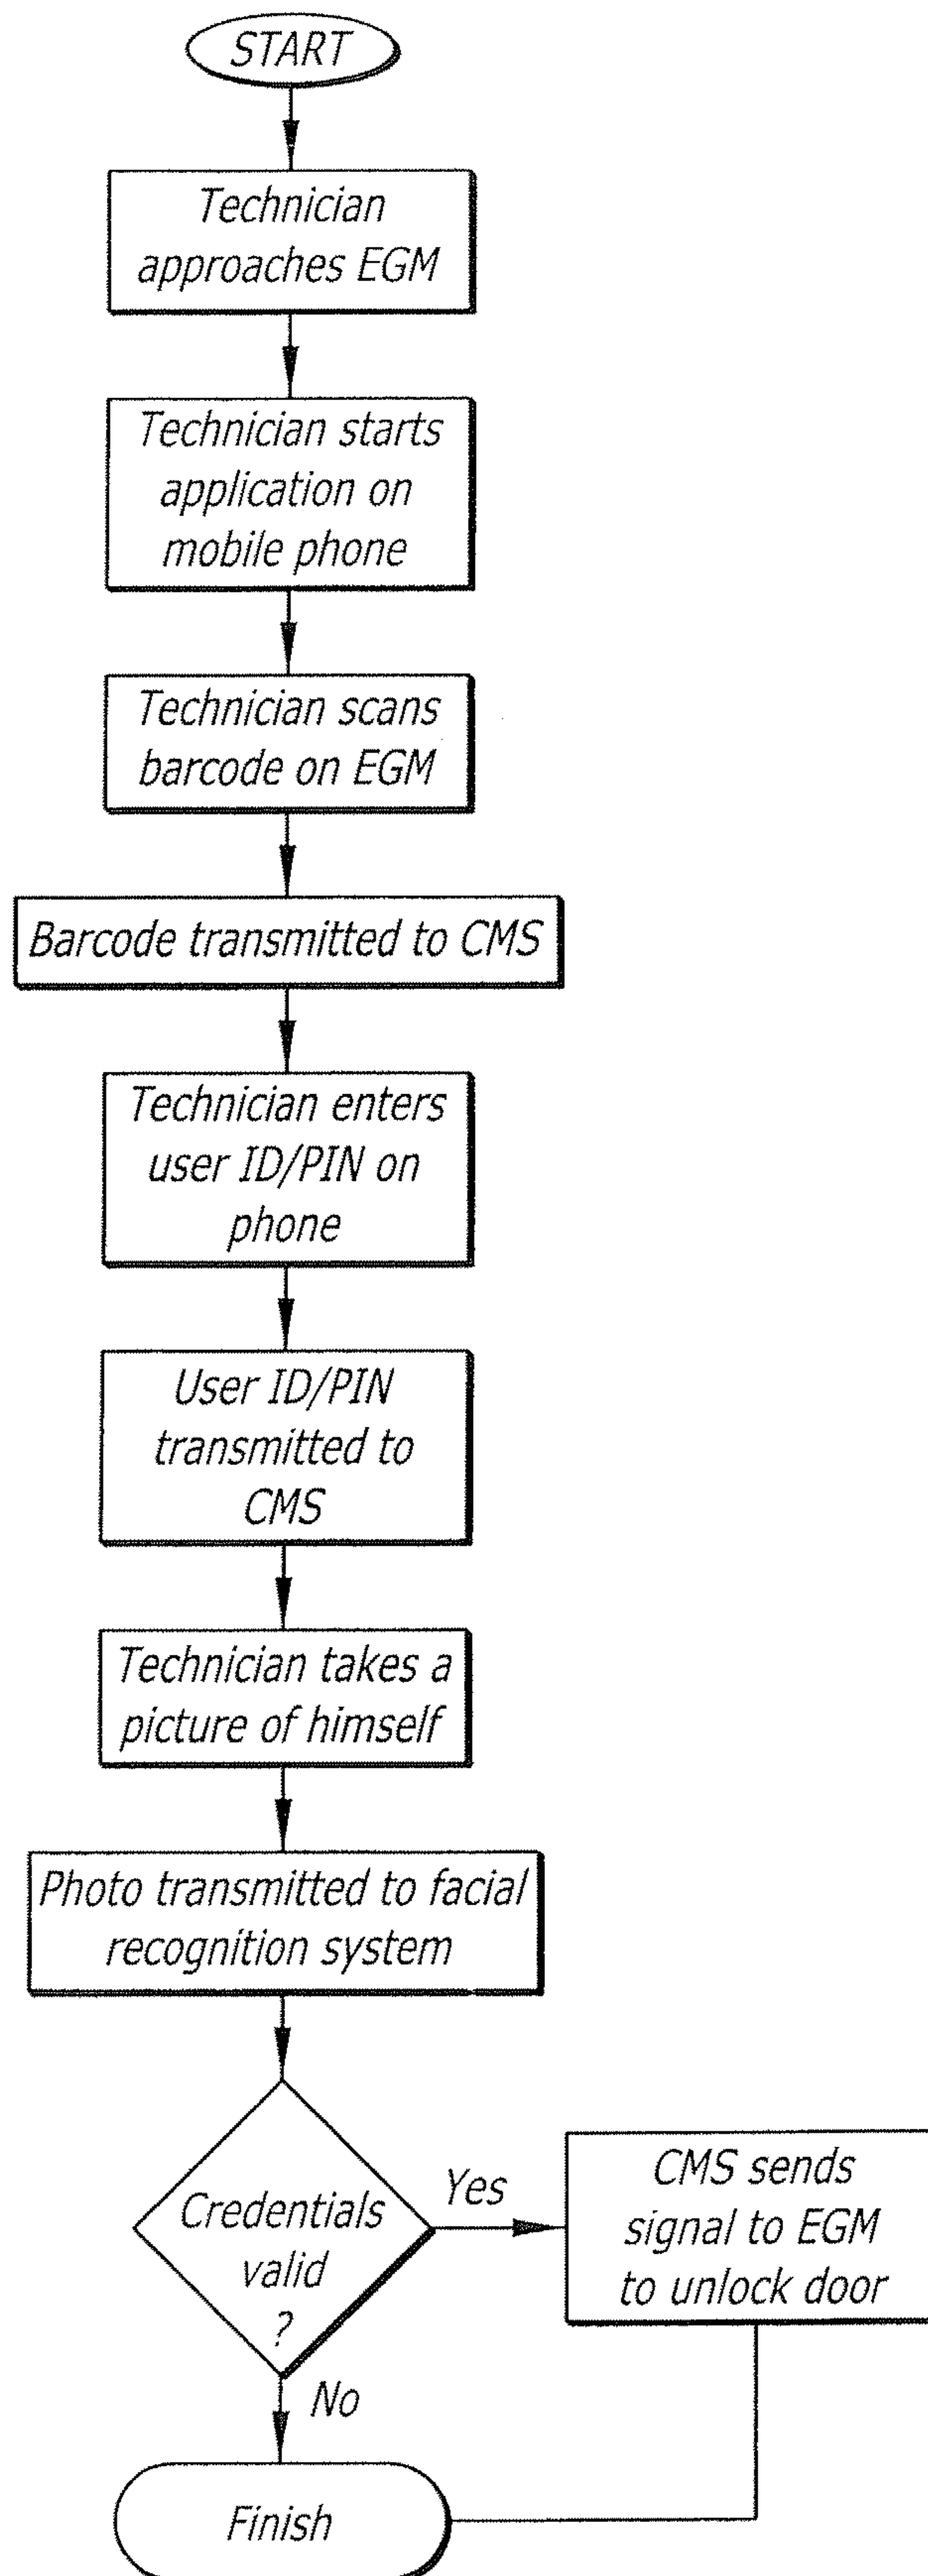 START
Technician
approaches EGM
Technician starts
application on
mobile phone
Technician scans
barcode on EGM
Barcode transmitted to CMS
Technician enters
user ID/PIN on
phone
User ID/PIN
transmitted to
CMS
Technician takes a
picture of himself
Photo transmitted to facial
recognition system
Credentials
valid
?
Yes
CMS sends
signal to EGM
to unlock door
No
Finish